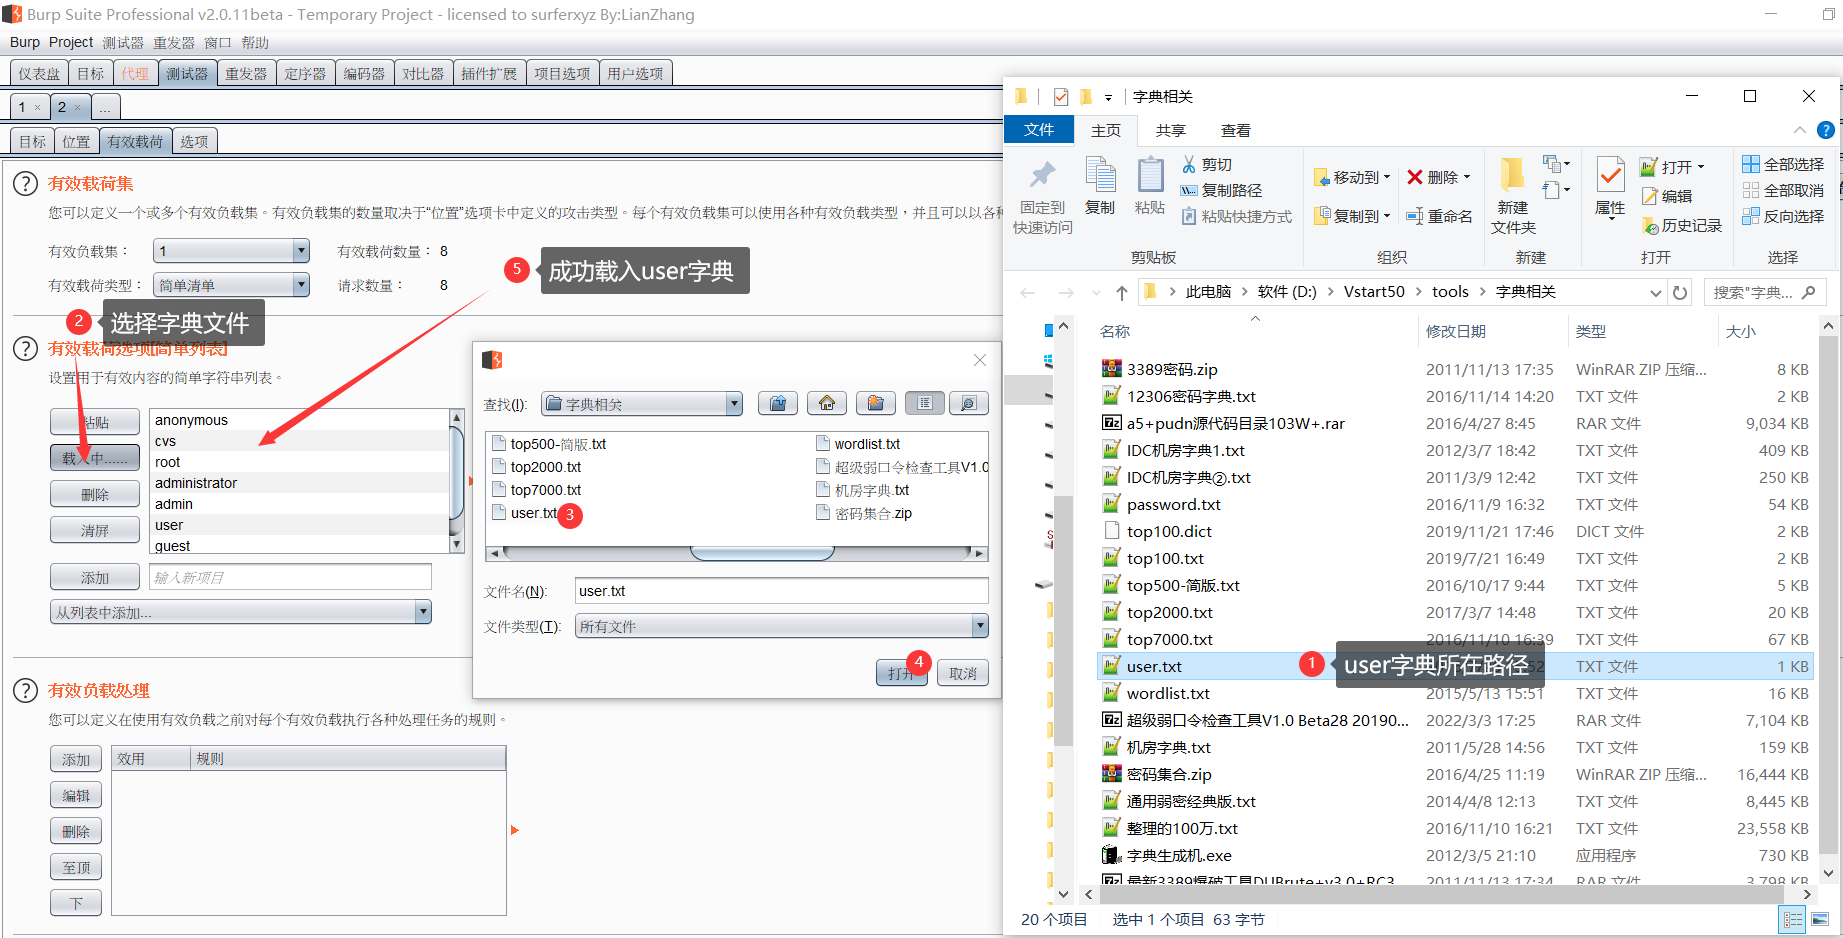 Burp Suite Professional v2.0.11beta - Temporary Project - licensed to surferxyz By:LianZhang
Burp Project 测试器 重发器 窗口 帮助
仪表盘 目标 代理 测试器 重发器 定序器 编码器 对比器 插件扩展 项目选项 用户选项
1 × 2 × ...
目标 位置 有效载荷 选项
? 有效载荷集
您可以定义一个或多个有效负载集。有效负载集的数量取决于“位置”选项卡中定义的攻击类型。每个有效负载集可以使用各种有效负载类型，并且可以以各种
有效负载集： 1 有效载荷数量： 8
有效载荷类型： 简单清单 请求数量： 8
5 成功载入user字典
2 选择字典文件
? 有效载荷选项[简单列表]
设置用于有效内容的简单字符串列表。
粘贴
载入中......
删除
清屏
anonymous
cvs
root
administrator
admin
user
guest
添加 输入新项目
从列表中添加...
? 有效负载处理
您可以定义在使用有效负载之前对每个有效负载执行各种处理任务的规则。
添加
编辑
删除
至顶
下
效用 规则
查找(I): 字典相关
top500-简版.txt
top2000.txt
top7000.txt
user.txt 3
wordlist.txt
超级弱口令检查工具V1.0
机房字典.txt
密码集合.zip
文件名(N): user.txt
文件类型(T): 所有文件
打开 4 取消
字典相关
文件 主页 共享 查看
固定到快速访问
复制
粘贴
剪切
复制路径
粘贴快捷方式
剪贴板
移动到
复制到
删除
重命名
组织
新建文件夹
新建
属性
打开
编辑
历史记录
打开
全部选择
全部取消
反向选择
选择
此电脑 软件 (D:) Vstart50 tools 字典相关 搜索"字典...
名称 修改日期 类型 大小
3389密码.zip 2011/11/13 17:35 WinRAR ZIP 压缩... 8 KB
12306密码字典.txt 2016/11/14 14:20 TXT 文件 2 KB
a5+pudn源代码目录103W+.rar 2016/4/27 8:45 RAR 文件 9,034 KB
IDC机房字典1.txt 2012/3/7 18:42 TXT 文件 409 KB
IDC机房字典②.txt 2011/3/9 12:42 TXT 文件 250 KB
password.txt 2016/11/9 16:32 TXT 文件 54 KB
top100.dict 2019/11/21 17:46 DICT 文件 2 KB
top100.txt 2019/7/21 16:49 TXT 文件 2 KB
top500-简版.txt 2016/10/17 9:44 TXT 文件 5 KB
top2000.txt 2017/3/7 14:48 TXT 文件 20 KB
top7000.txt 2016/11/10 16:39 TXT 文件 67 KB
user.txt 1 user字典所在路径 TXT 文件 1 KB
wordlist.txt 2015/5/13 15:51 TXT 文件 16 KB
超级弱口令检查工具V1.0 Beta28 20190... 2022/3/3 17:25 RAR 文件 7,104 KB
机房字典.txt 2011/5/28 14:56 TXT 文件 159 KB
密码集合.zip 2016/4/25 11:19 WinRAR ZIP 压缩... 16,444 KB
通用弱密经典版.txt 2014/4/8 12:13 TXT 文件 8,445 KB
整理的100万.txt 2016/11/10 16:21 TXT 文件 23,558 KB
字典生成机.exe 2012/3/5 21:10 应用程序 730 KB
最新3389爆破工具DUBrute+v3.0+RC3 2011/11/13 17:34 RAR 文件 3,798 KB
20 个项目 选中 1 个项目 63 字节